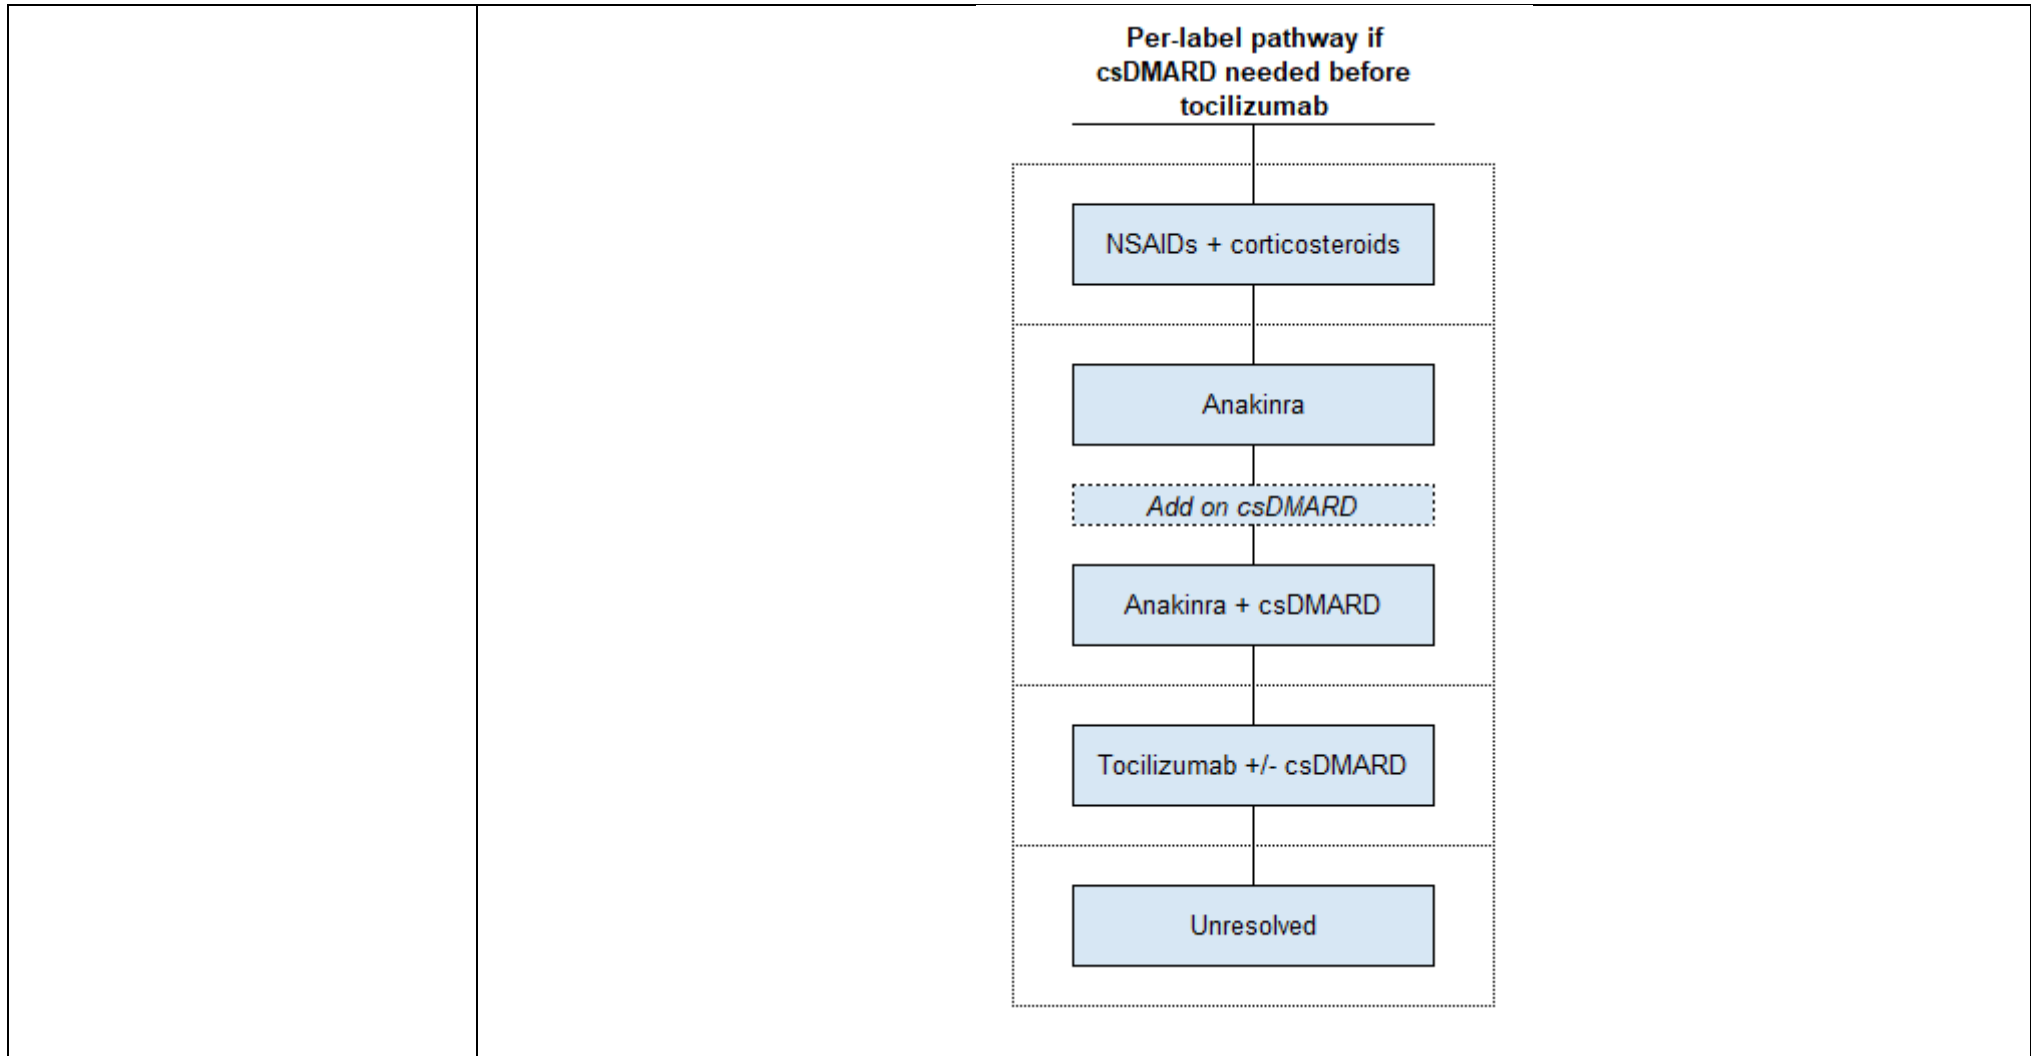 Per-label pathway if
csDMARD needed before
tocilizumab
NSAIDs + corticosteroids
Anakinra
Add on csDMARD
Anakinra + csDMARD
Tocilizumab +/- csDMARD
Unresolved